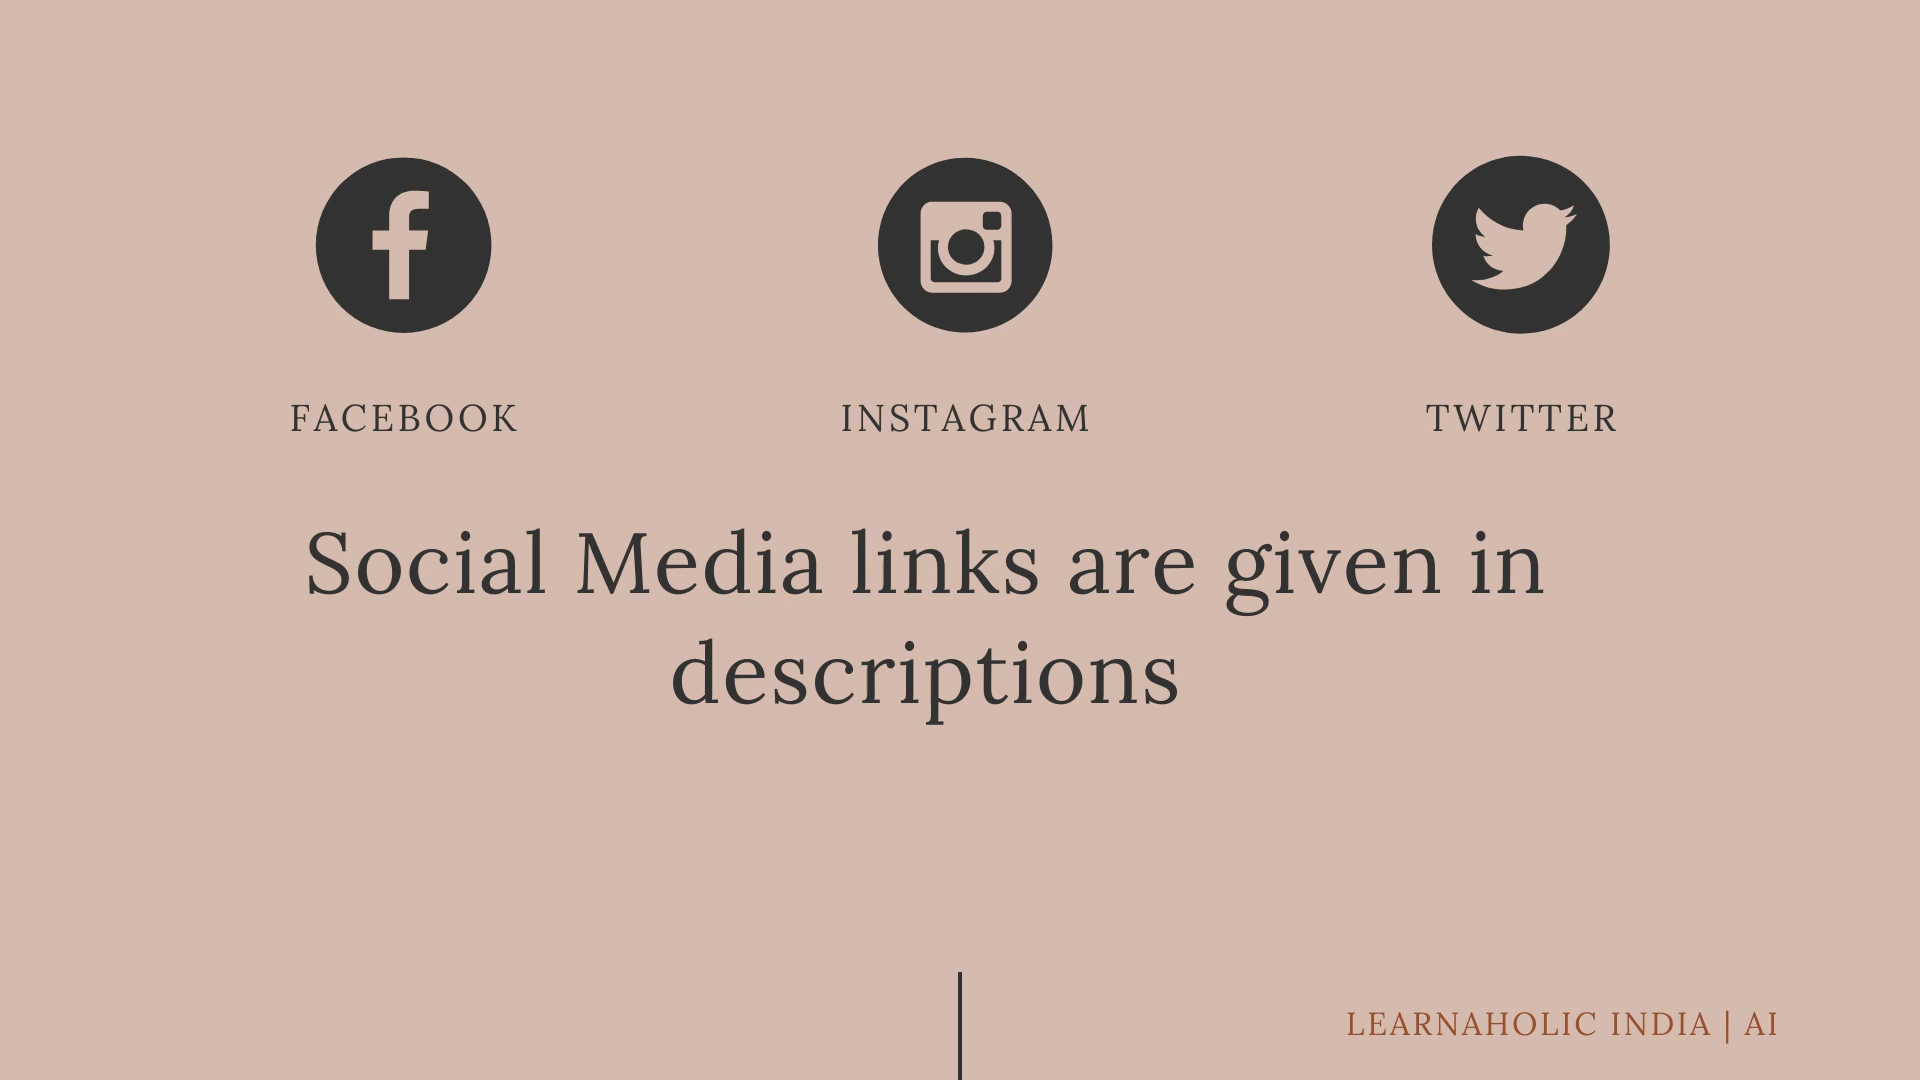 FACEBOOK INSTAGRAM TWITTER
Social Media links are given in
descriptions
LEARNAHOLIC INDIA | AI